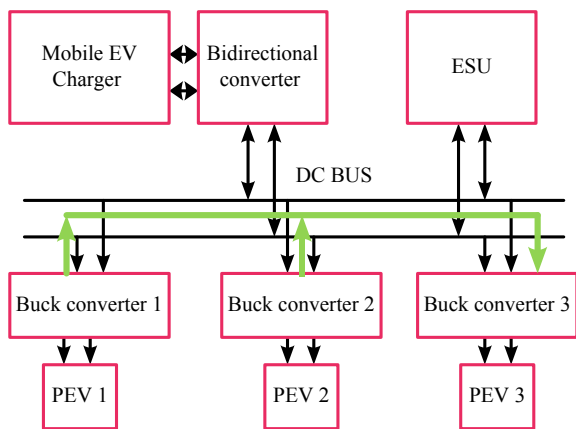 Mobile EV
Charger
Bidirectional
converter
ESU
DC BUS
Buck converter 1
Buck converter 2
Buck converter 3
PEV 1
PEV 2
PEV 3